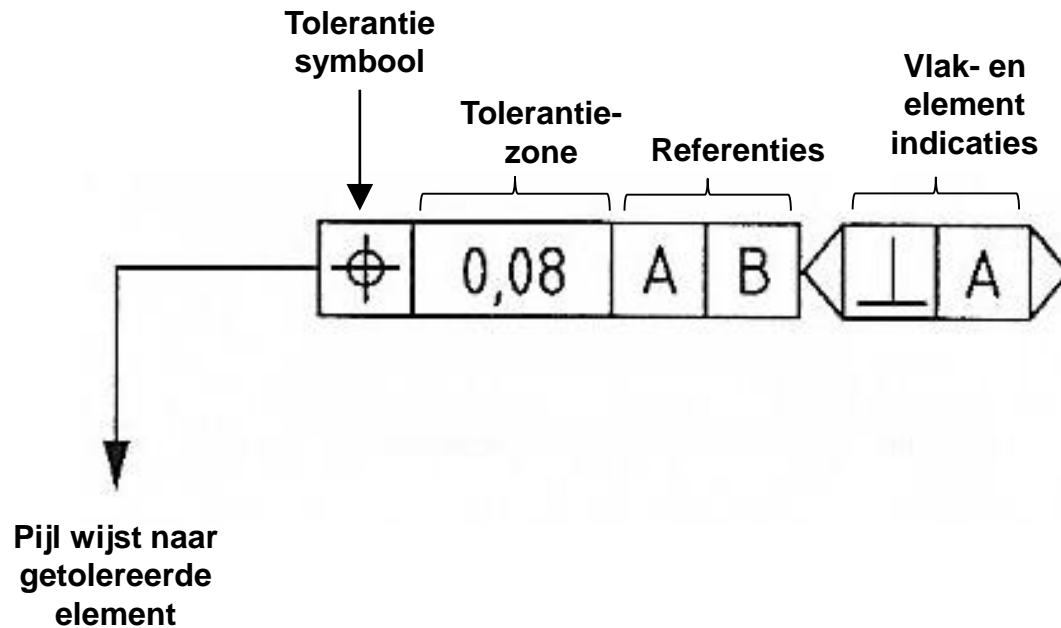 Tolerantie
symbool
Tolerantie-
zone
Referenties
Vlak- en
element
indicaties
0,08 A B A
Pijl wijst naar
getolereerde
element